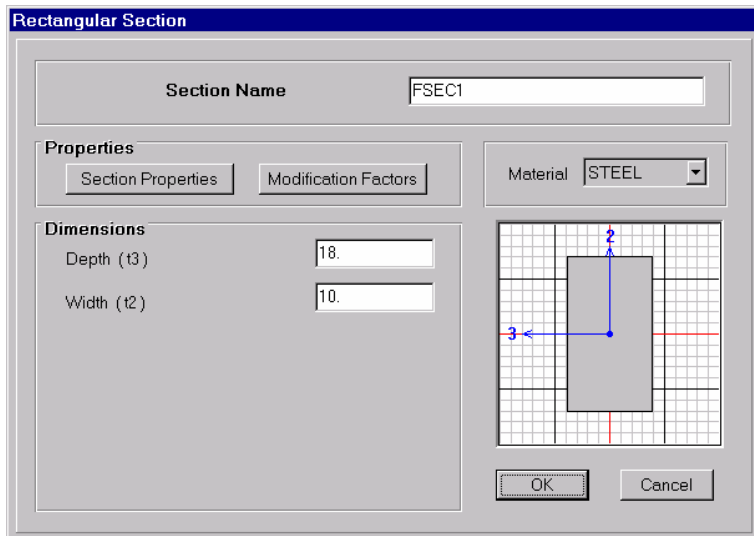 Rectangular Section
Section Name FSEC1
Properties
Section Properties Modification Factors
Material STEEL
Dimensions
Depth (t3) 18.
Width (t2) 10.
2
3
OK Cancel